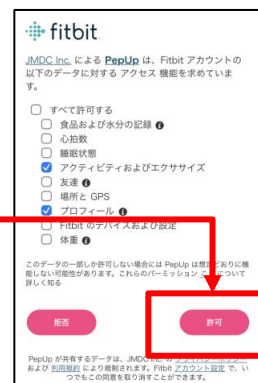 fitbit
JMDC Inc. による PepUp は、Fitbit アカウントの
以下のデータに対する アクセス 機能を求めていま
す。
すべて許可する
食品および水分の記録
心拍数
睡眠状態
アクティビティおよびエクササイズ
友達
場所と GPS
プロフィール
Fitbit のデバイスおよび設定
体重
このデータの一部しか許可しない場合には PepUp は想定どおりに機
能しない可能性があります。これらのパーミッション について
詳しく知る
拒否
許可
PepUp が共有するデータは、JMDC Inc. の プライバシーポリシー
および 利用規約 により規制されます。Fitbit アカウント設定 で、い
つでもこの同意を取り消すことができます。